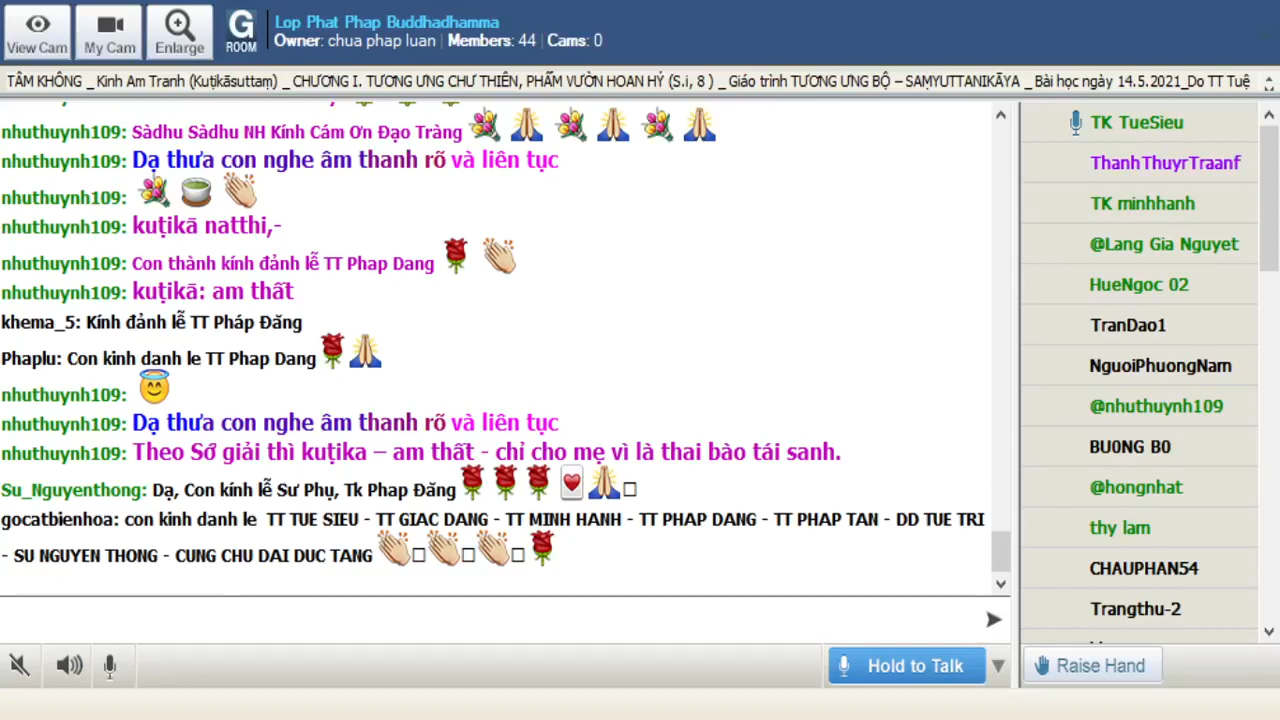 View Cam
My Cam
Enlarge
G
ROOM
Lop Phat Phap Buddhadhamma
Owner: chua phap luan | Members: 44 | Cams: 0
TÂM KHÔNG _Kinh Am Tranh (Kuṭikāsuttaṃ) _CHƯƠNG I. TƯƠNG ƯNG CHƯ THIÊN, PHẨM VƯỜN HOAN HỶ (S.i, 8 ) _Giáo trình TƯƠNG ƯNG BỘ – SAṂYUTTANIKĀYA _Bài học ngày 14.5.2021_Do TT Tuệ
nhuthuynh109: Sàdhu Sàdhu NH Kính Cám Ơn Đạo Tràng
nhuthuynh109: Dạ thưa con nghe âm thanh rõ và liên tục
nhuthuynh109:
nhuthuynh109: kuṭikā natthi,-
nhuthuynh109: Con thành kính đảnh lễ TT Phap Dang
nhuthuynh109: kuṭikā: am thất
khema_5: Kính đảnh lễ TT Pháp Đăng
Phaplu: Con kinh danh le TT Phap Dang
nhuthuynh109:
nhuthuynh109: Dạ thưa con nghe âm thanh rõ và liên tục
nhuthuynh109: Theo Sớ giải thì kuṭika – am thất - chỉ cho mẹ vì là thai bào tái sanh.
Su_Nguyenthong: Dạ, Con kính lễ Sư Phụ, Tk Phap Đăng
gocatbienhoa: con kinh danh le TT TUE SIEU - TT GIAC DANG - TT MINH HANH - TT PHAP DANG - TT PHAP TAN - DD TUE TRI
- SU NGUYEN THONG - CUNG CHU DAI DUC TANG
TK TueSieu
ThanhThuyrTraanf
TK minhhanh
@Lang Gia Nguyet
HueNgoc 02
TranDao1
NguoiPhuongNam
@nhuthuynh109
BU0NG B0
@hongnhat
thy lam
CHAUPHAN54
Trangthu-2
Hold to Talk
Raise Hand